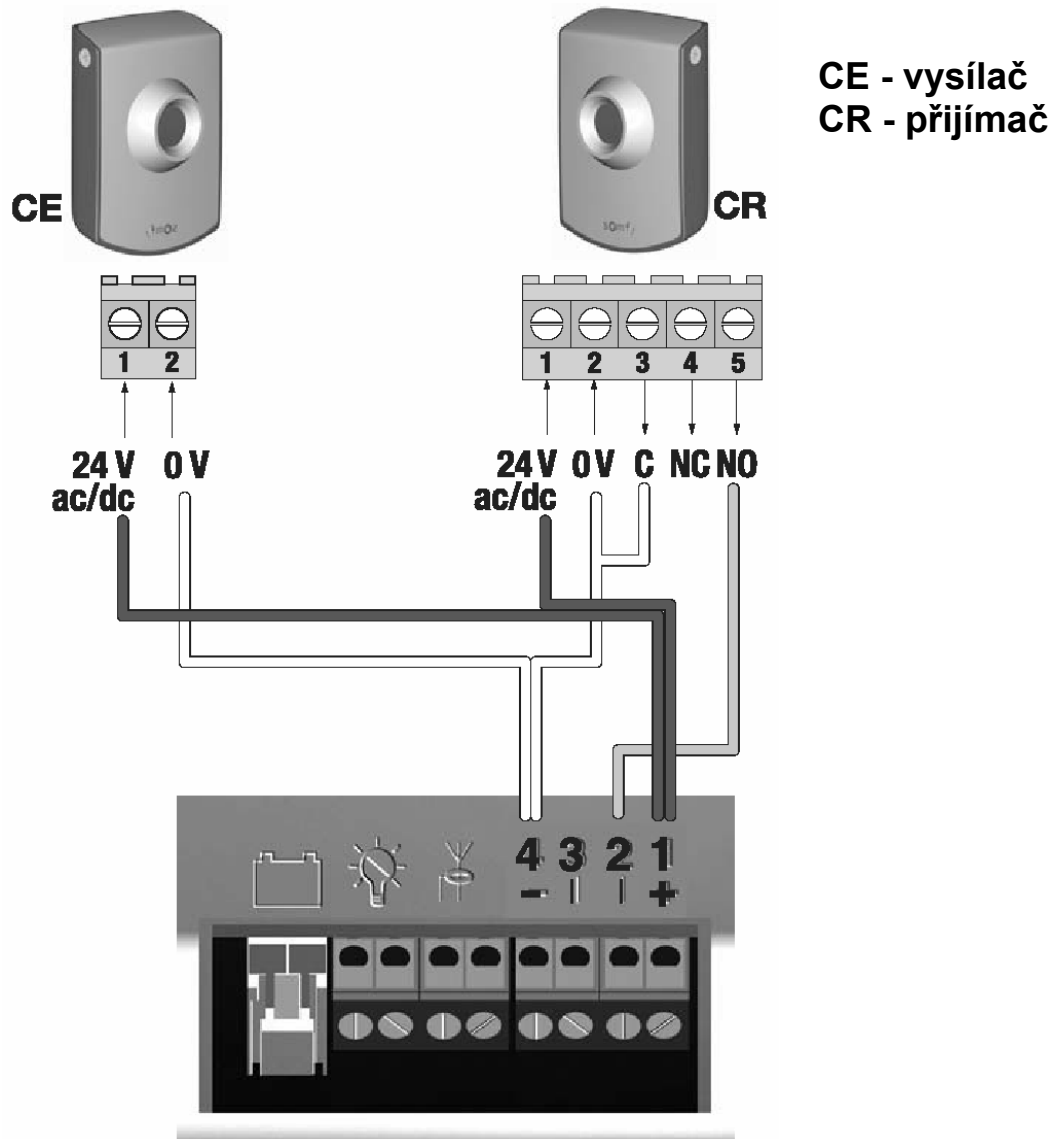 CE - vysílač
CR - přijímač
CE
CR
somfy
1 2
1 2 3 4 5
24 V 0 V
ac/dc
24 V 0 V C NC NO
ac/dc
4 3 2 1
- I I +